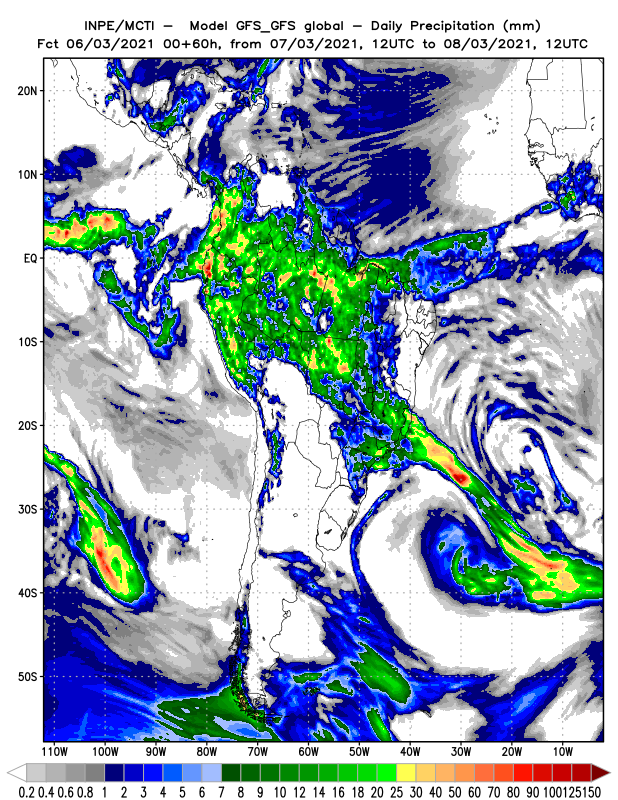 INPE/MCTI – Model GFS_GFS global – Daily Precipitation (mm)
Fct 06/03/2021 00+60h, from 07/03/2021, 12UTC to 08/03/2021, 12UTC
20N
10N
EQ
10S
20S
30S
40S
50S
110W 100W 90W 80W 70W 60W 50W 40W 30W 20W 10W
0.2 0.4 0.6 0.8 1 2 3 4 5 6 7 8 9 10 12 14 16 18 20 25 30 40 50 60 70 80 90 100 125 150